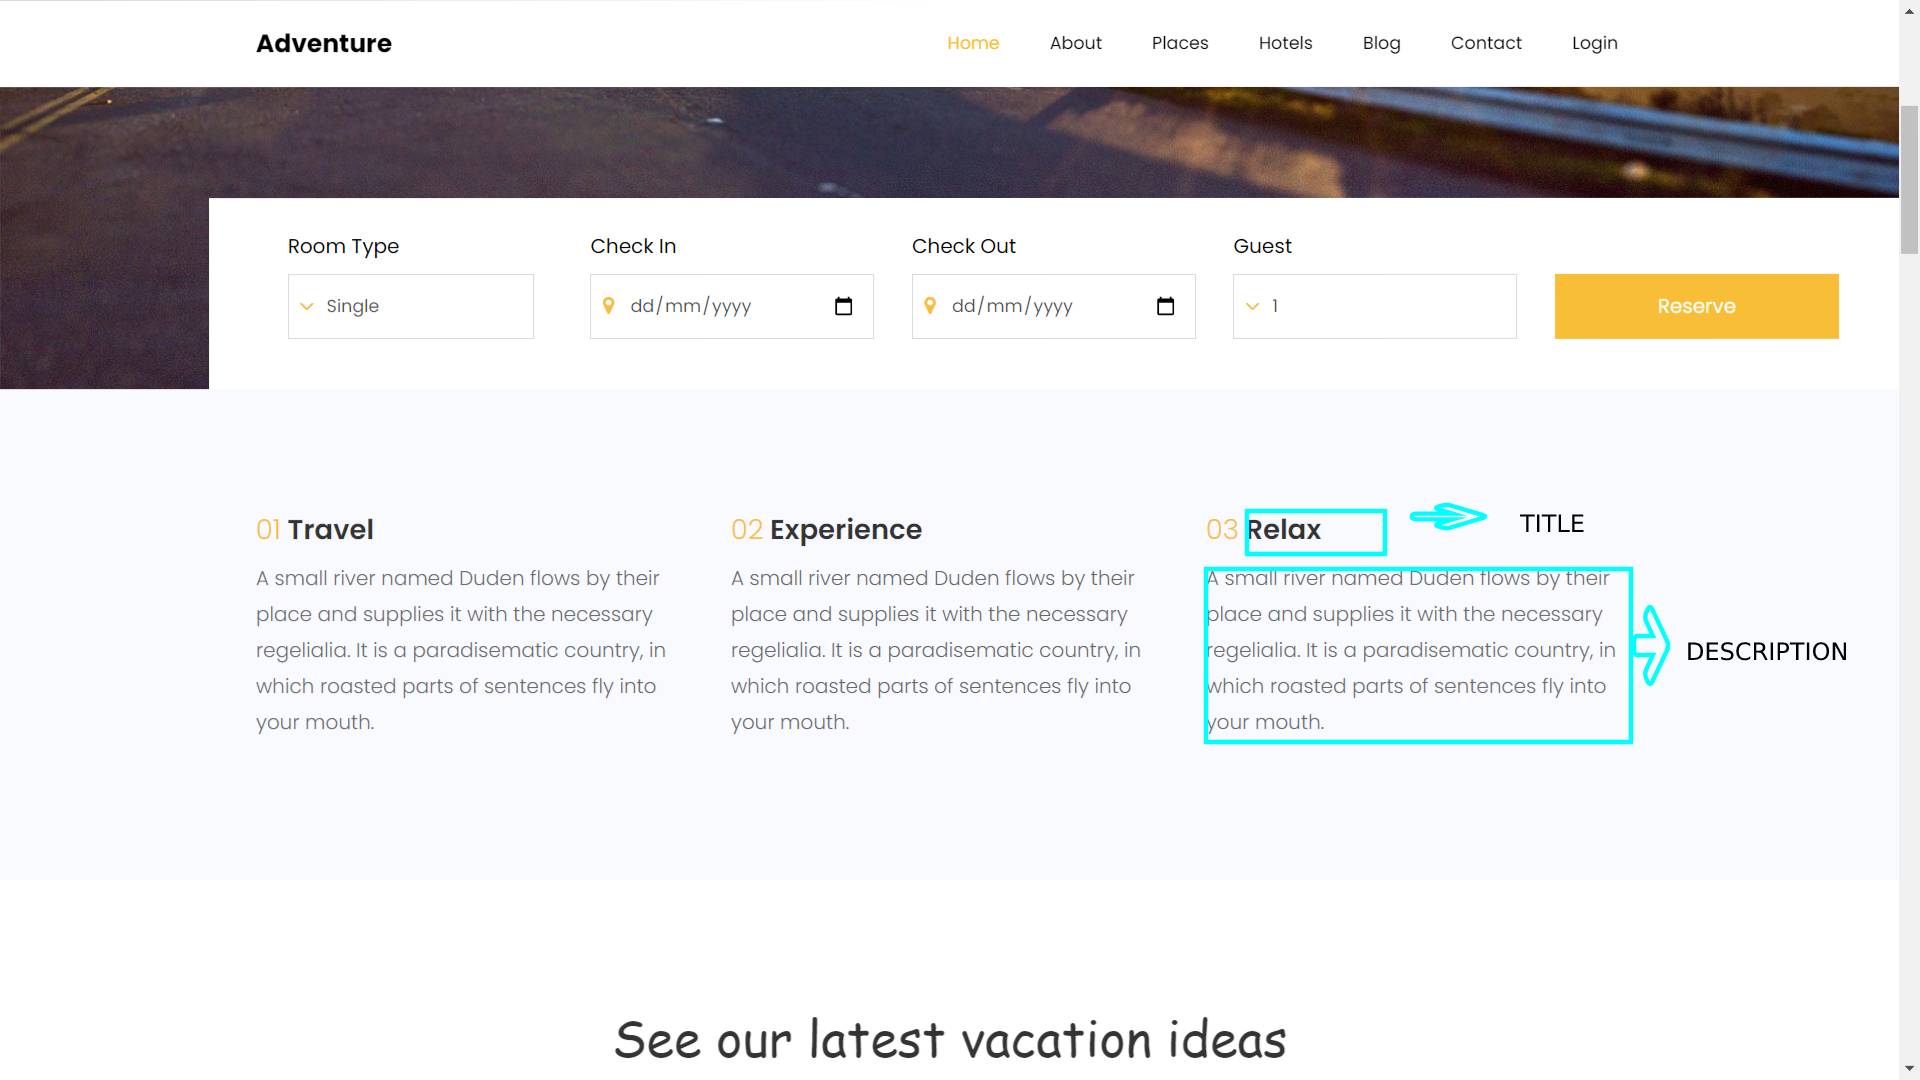 Adventure
Home About Places Hotels Blog Contact Login
Room Type Check In Check Out Guest
Single dd/mm/yyyy dd/mm/yyyy 1 Reserve
01 Travel
A small river named Duden flows by their
place and supplies it with the necessary
regelialia. It is a paradisematic country, in
which roasted parts of sentences fly into
your mouth.
02 Experience
A small river named Duden flows by their
place and supplies it with the necessary
regelialia. It is a paradisematic country, in
which roasted parts of sentences fly into
your mouth.
03 Relax
TITLE
A small river named Duden flows by their
place and supplies it with the necessary
regelialia. It is a paradisematic country, in
which roasted parts of sentences fly into
your mouth.
DESCRIPTION
See our latest vacation ideas